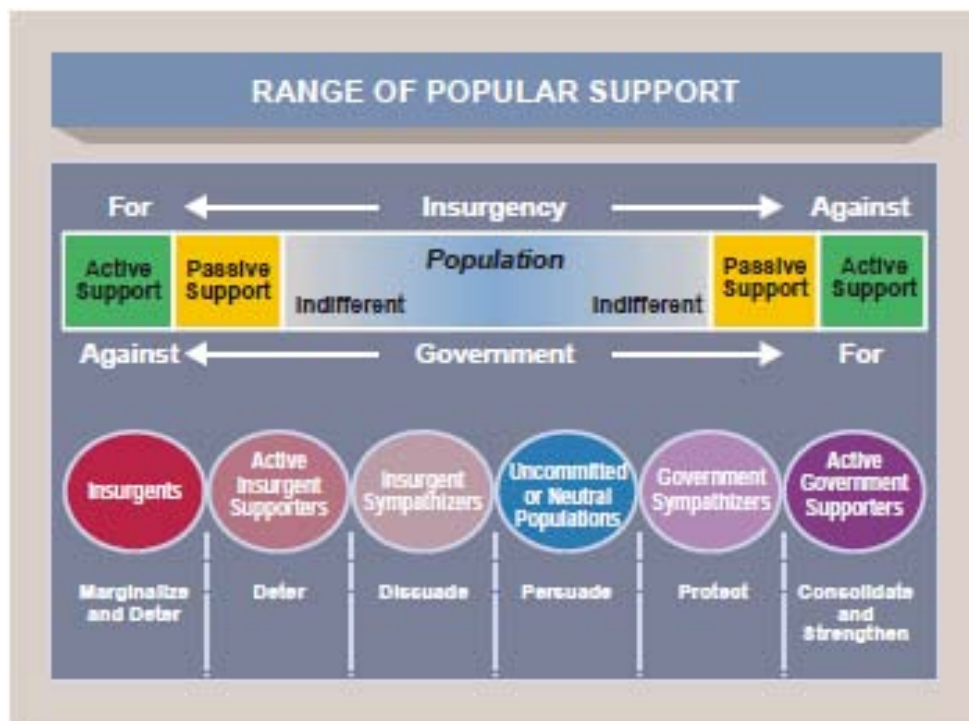 RANGE OF POPULAR SUPPORT
For Insurgency Against
Active Support
Passive Support
Population
Indifferent
Indifferent
Passive Support
Active Support
Against Government For
Insurgents
Active
Insurgent
Supporters
Insurgent
Sympathizers
Uncommitted
or Neutral
Populations
Government
Sympathizers
Active
Government
Supporters
Marginalize
and Deter
Deter
Dissuade
Persuade
Protect
Consolidate
and
Strengthen